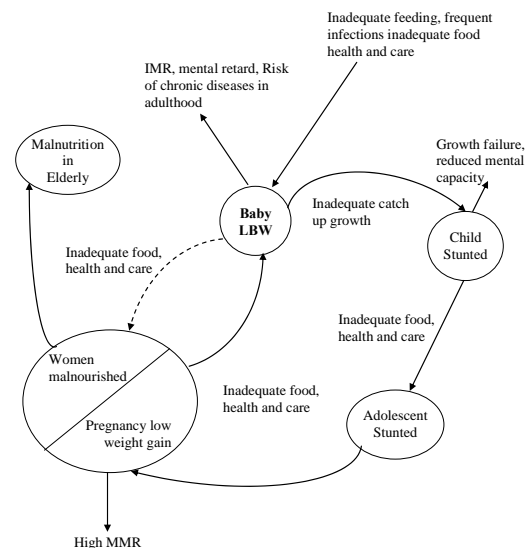 Inadequate feeding, frequent
infections inadequate food
health and care
IMR, mental retard, Risk
of chronic diseases in
adulthood
Malnutrition
in
Elderly
Growth failure,
reduced mental
capacity
Baby
LBW
Inadequate catch
up growth
Child
Stunted
Inadequate food,
health and care
Inadequate food,
health and care
Women
malnourished
Inadequate food,
health and care
Adolescent
Stunted
Pregnancy low
weight gain
High MMR